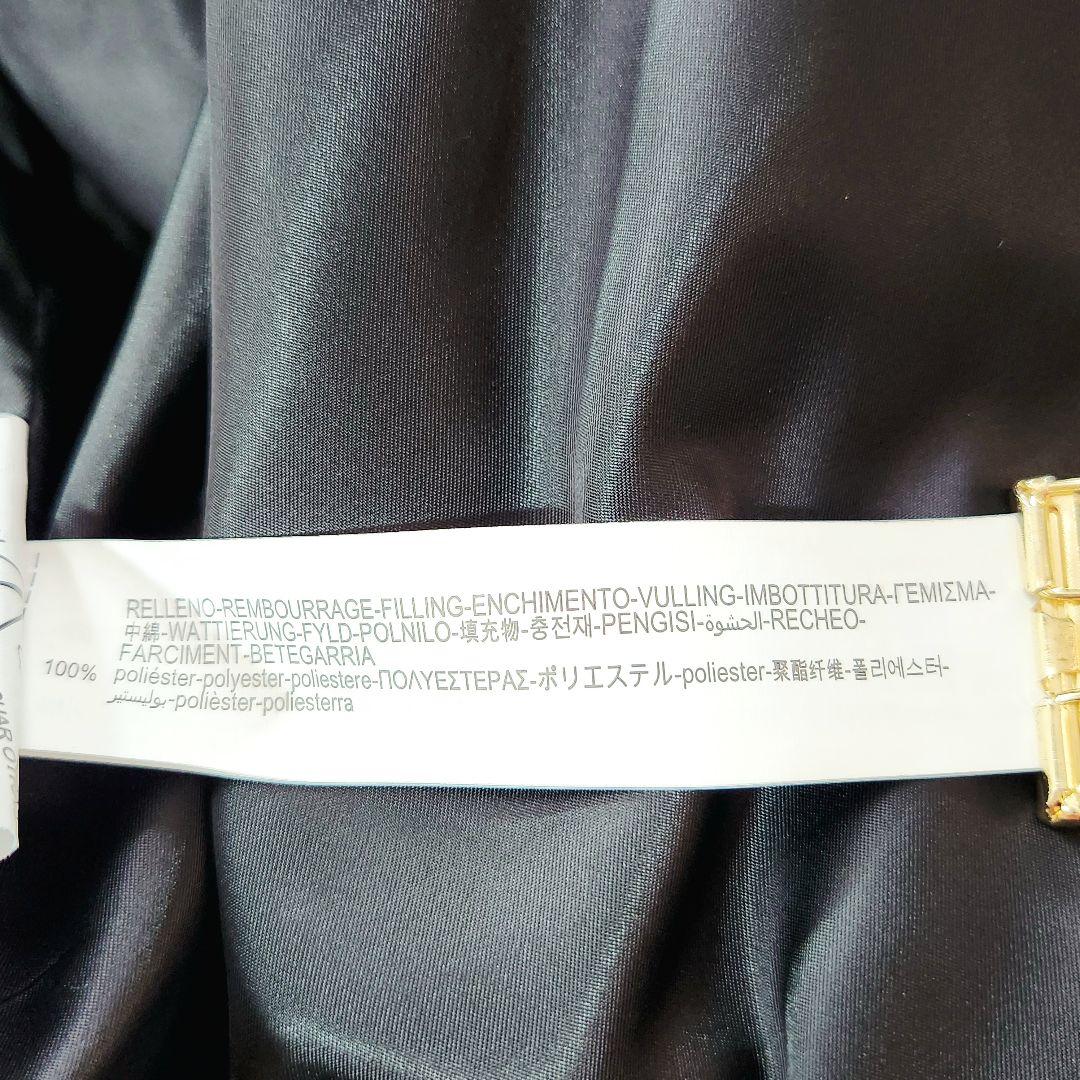 RELLENO-REMBOURRAGE-FILLING-ENCHIMENTO-VULLING-IMBOTTITURA-ΓΕΜΙΣΜΑ-
中綿-WATTIERUNG-FYLD-POLNILO-填充物-충전재-PENGISI-الحشوة-RECHEO-
FARCIMENT-BETEGARRIA
100% poliéster-polyester-poliestere-ΠΟΛΥΕΣΤΕΡΑΣ-ポリエステル-poliester-聚酯纤维-폴리에스터-
بوليستير-polièster-poliesterra